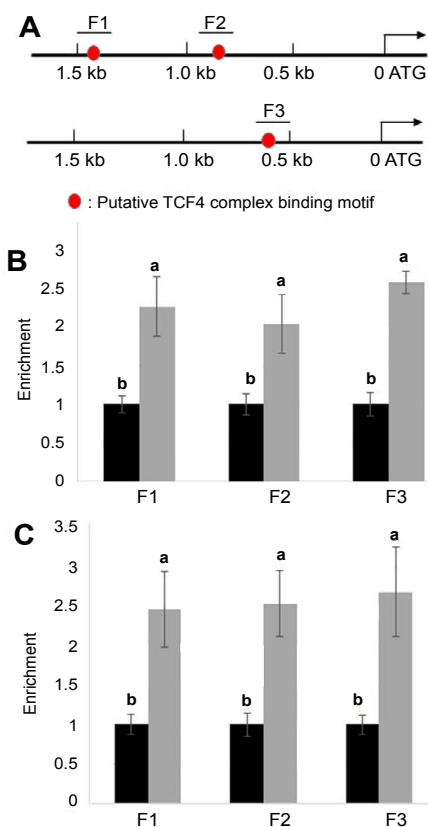 A
F1 F2
1.5 kb 1.0 kb 0.5 kb 0 ATG
F3
1.5 kb 1.0 kb 0.5 kb 0 ATG
: Putative TCF4 complex binding motif
B
Enrichment
3
2.5
2
1
0.5
0
b a b a b a
F1 F2 F3
C
Enrichment
3.5
3
2.5
2
1.5
1
0.5
0
b a b a b a
F1 F2 F3